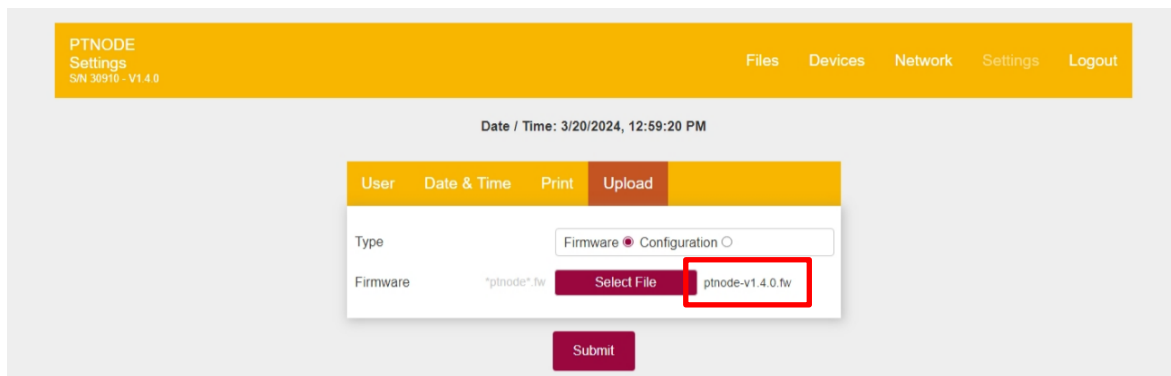 PTNODE
Settings
S/N 30910 - V1.4.0
Files Devices Network Settings Logout
Date / Time: 3/20/2024, 12:59:20 PM
User Date & Time Print Upload
Type Firmware Configuration
Firmware *ptnode*.fw Select File ptnode-v1.4.0.fw
Submit